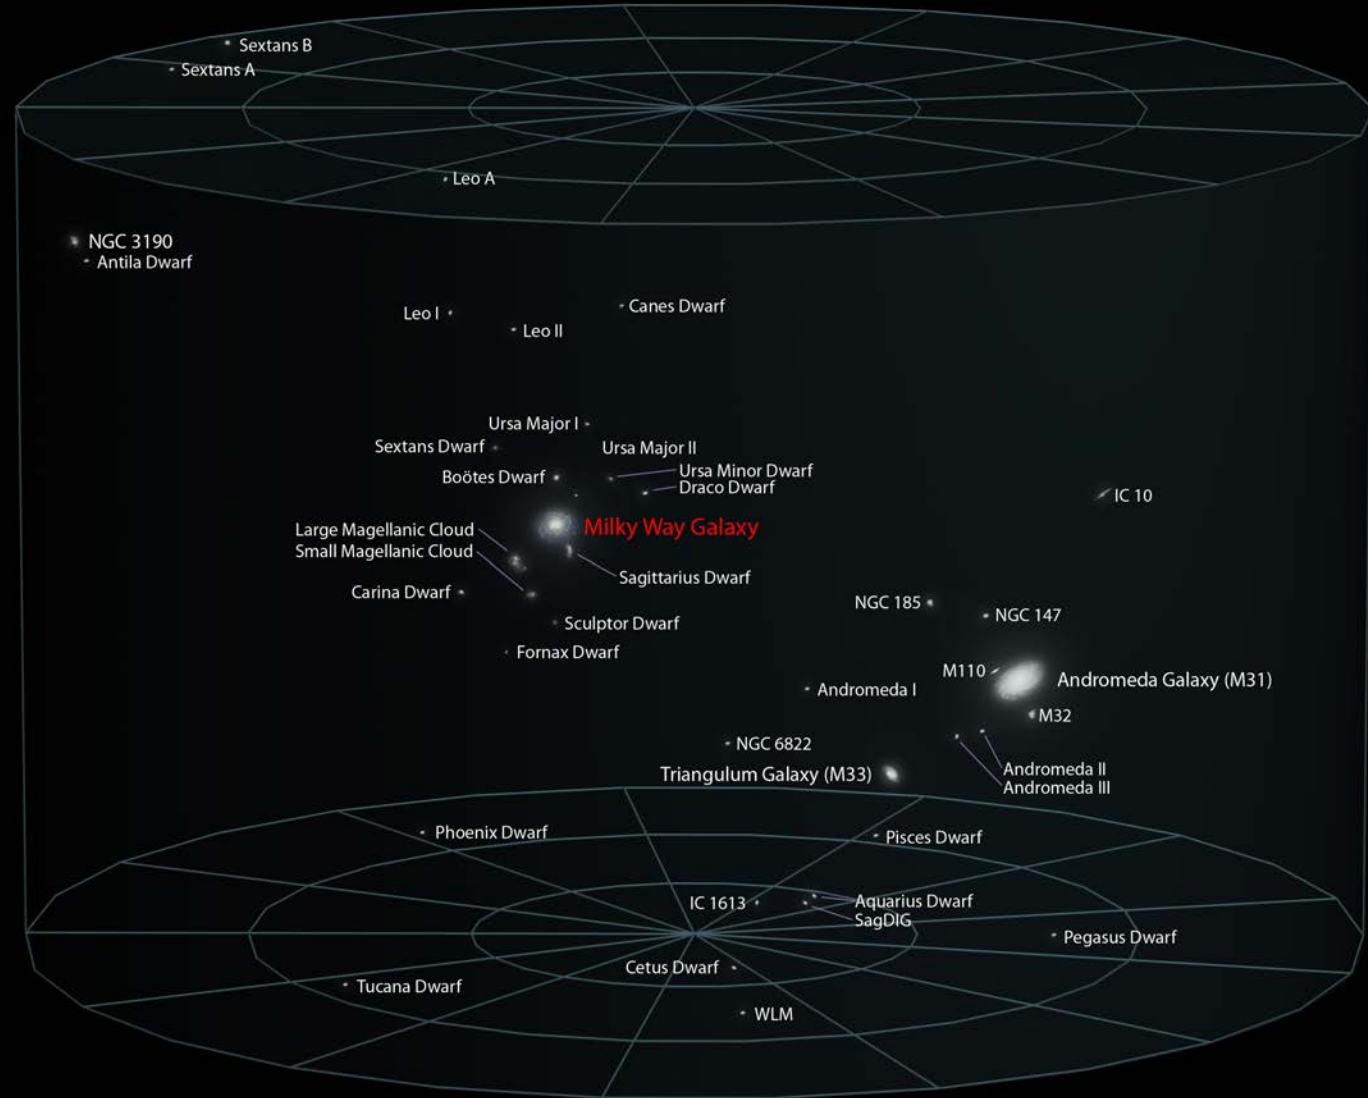 Sextans B
Sextans A
Leo A
NGC 3190
Antila Dwarf
Canes Dwarf
Leo I
Leo II
Ursa Major I
Sextans Dwarf
Ursa Major II
Ursa Minor Dwarf
Boötes Dwarf
Draco Dwarf
IC 10
Milky Way Galaxy
Large Magellanic Cloud
Small Magellanic Cloud
Sagittarius Dwarf
Carina Dwarf
NGC 185
NGC 147
Sculptor Dwarf
Fornax Dwarf
M110
Andromeda Galaxy (M31)
Andromeda I
M32
NGC 6822
Andromeda II
Triangulum Galaxy (M33)
Andromeda III
Phoenix Dwarf
Pisces Dwarf
IC 1613
Aquarius Dwarf
SagDIG
Pegasus Dwarf
Cetus Dwarf
Tucana Dwarf
WLM